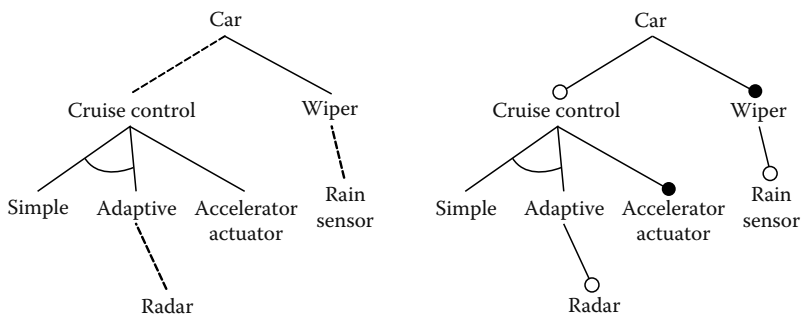 Car
Cruise control
Wiper
Simple
Adaptive
Accelerator
actuator
Rain
sensor
Radar
Car
Cruise control
Wiper
Simple
Adaptive
Accelerator
actuator
Rain
sensor
Radar